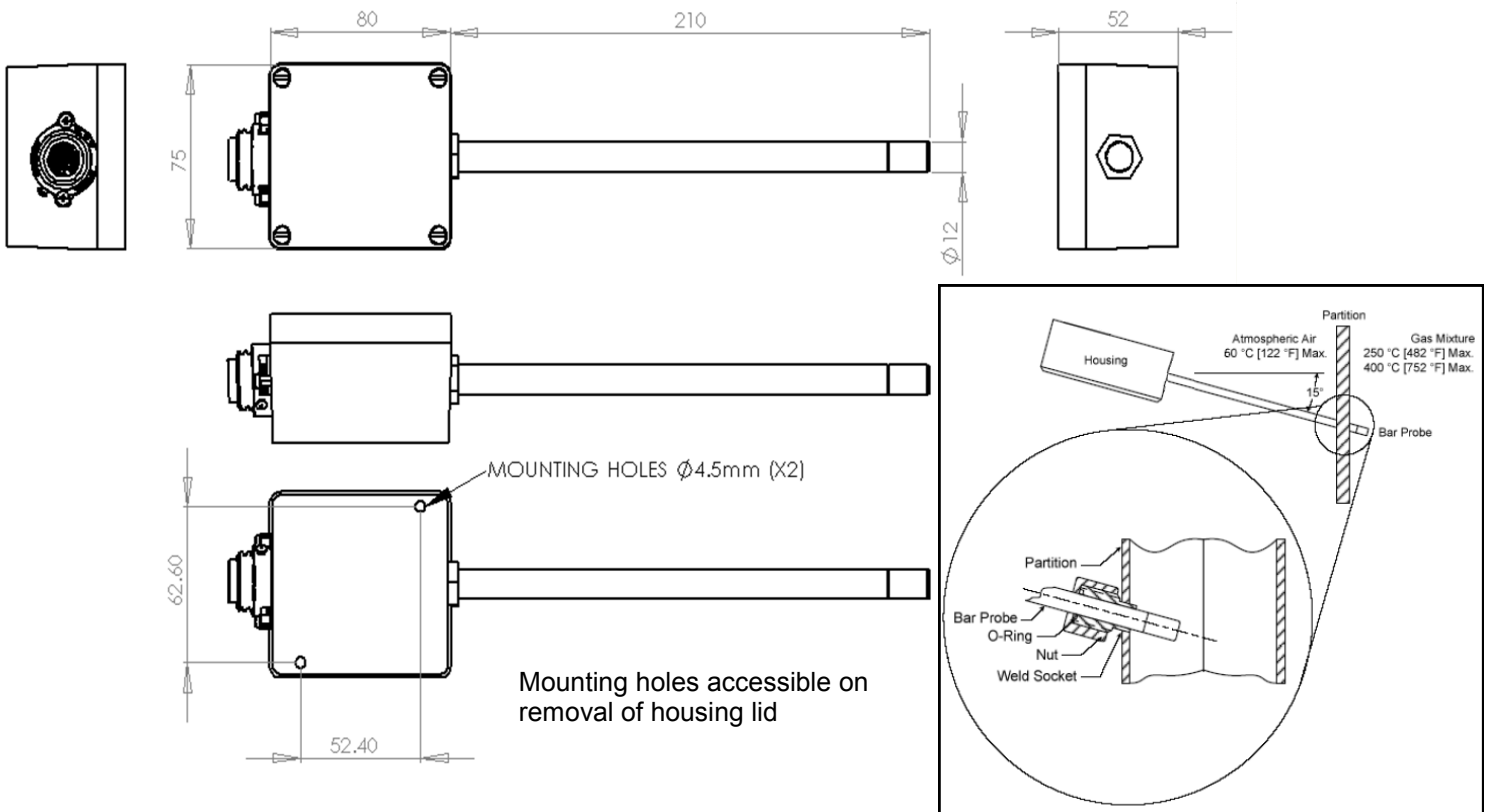 80
210
52
75
Ø12
MOUNTING HOLES Ø4.5mm (X2)
62.60
52.40
Mounting holes accessible on
removal of housing lid
Partition
Housing
Atmospheric Air
60 °C [122 °F] Max.
Gas Mixture
250 °C [482 °F] Max.
400 °C [752 °F] Max.
15°
Bar Probe
Partition
Bar Probe
O-Ring
Nut
Weld Socket